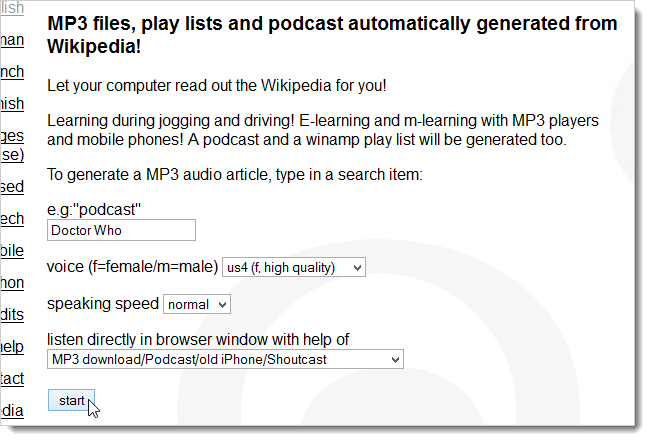 lish
MP3 files, play lists and podcast automatically generated from
man
Wikipedia!
nch
Let your computer read out the Wikipedia for you!
nish
Learning during jogging and driving! E-learning and m-learning with MP3 players
ges
and mobile phones! A podcast and a winamp play list will be generated too.
se)
To generate a MP3 audio article, type in a search item:
sed
e.g:"podcast"
ech
Doctor Who
bile
voice (f=female/m=male) us4 (f, high quality)
hon
speaking speed normal
dits
listen directly in browser window with help of
help
MP3 download/Podcast/old iPhone/Shoutcast
tact
start
dia